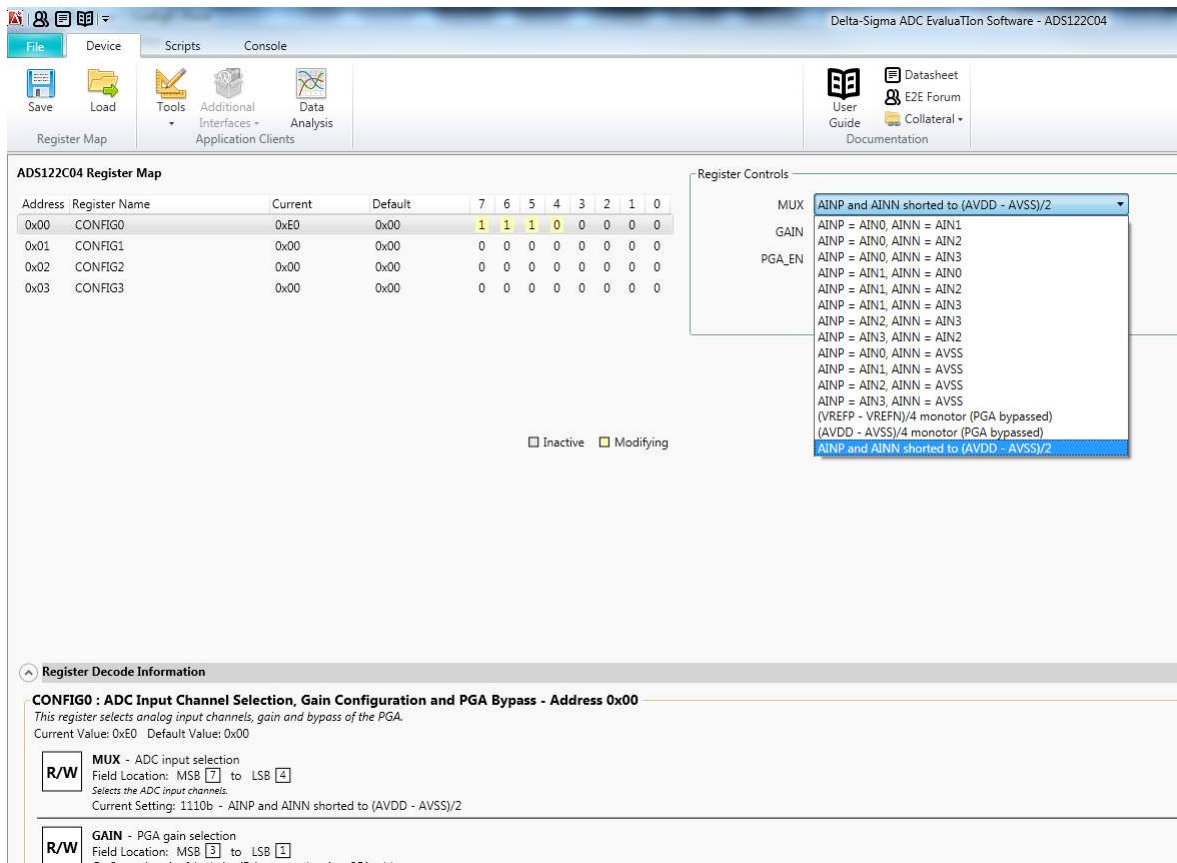 Delta-Sigma ADC EvaluaTIon Software - ADS122C04
File Device Scripts Console
Save Load Tools Additional Interfaces Data Analysis
Register Map Application Clients
User Guide
Datasheet
E2E Forum
Collateral
Documentation
ADS122C04 Register Map
Address Register Name Current Default 7 6 5 4 3 2 1 0
0x00 CONFIG0 0xE0 0x00 1 1 1 0 0 0 0 0
0x01 CONFIG1 0x00 0x00 0 0 0 0 0 0 0 0
0x02 CONFIG2 0x00 0x00 0 0 0 0 0 0 0 0
0x03 CONFIG3 0x00 0x00 0 0 0 0 0 0 0 0
Inactive Modifying
Register Controls
MUX AINP and AINN shorted to (AVDD - AVSS)/2
GAIN
PGA_EN
AINP = AIN0, AINN = AIN1
AINP = AIN0, AINN = AIN2
AINP = AIN0, AINN = AIN3
AINP = AIN1, AINN = AIN0
AINP = AIN1, AINN = AIN2
AINP = AIN1, AINN = AIN3
AINP = AIN2, AINN = AIN3
AINP = AIN3, AINN = AIN2
AINP = AIN0, AINN = AVSS
AINP = AIN1, AINN = AVSS
AINP = AIN2, AINN = AVSS
AINP = AIN3, AINN = AVSS
(VREFP - VREFN)/4 monotor (PGA bypassed)
(AVDD - AVSS)/4 monotor (PGA bypassed)
AINP and AINN shorted to (AVDD - AVSS)/2
Register Decode Information
CONFIG0 : ADC Input Channel Selection, Gain Configuration and PGA Bypass - Address 0x00
This register selects analog input channels, gain and bypass of the PGA.
Current Value: 0xE0 Default Value: 0x00
R/W
MUX - ADC input selection
Field Location: MSB 7 to LSB 4
Selects the ADC input channels.
Current Setting: 1110b - AINP and AINN shorted to (AVDD - AVSS)/2
R/W
GAIN - PGA gain selection
Field Location: MSB 3 to LSB 1